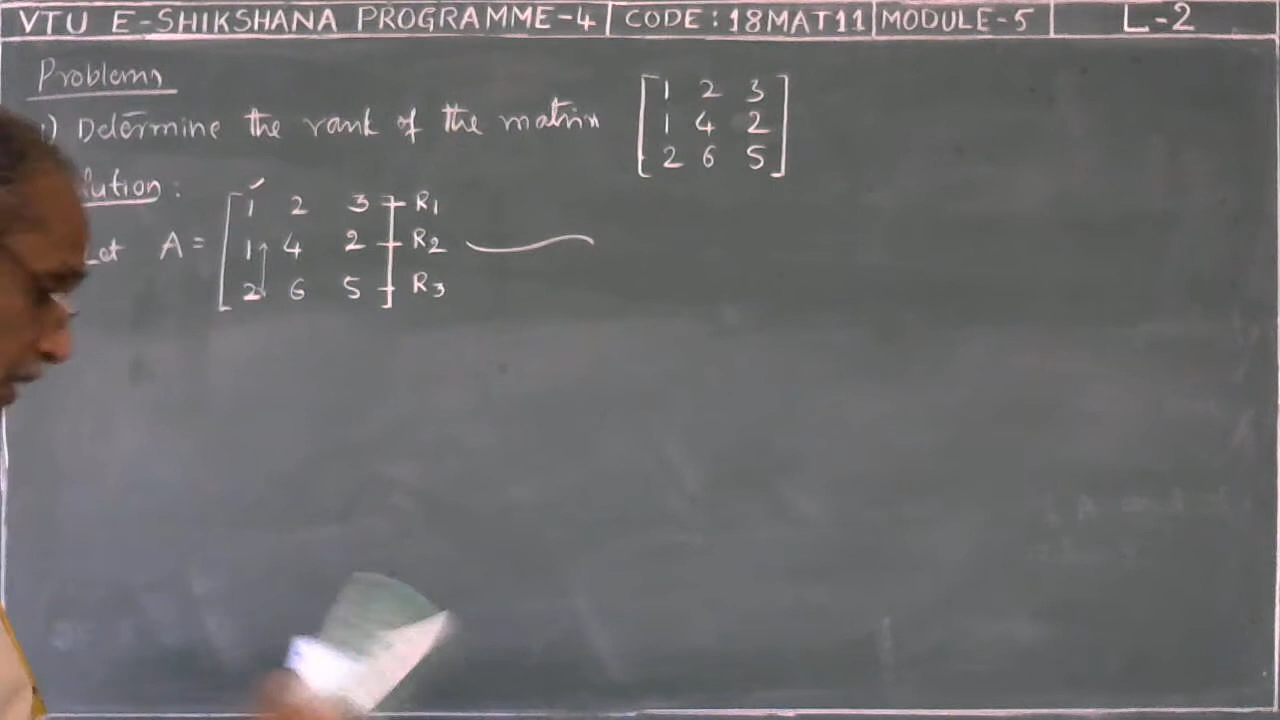 VTU E-SHIKSHANA PROGRAMME-4 CODE: 18MAT11 MODULE-5 L-2
Problems
1) Determine the rank of the matrix
1 2 3
1 4 2
2 6 5
lution:
Let A =
1 2 3 R1
1 4 2 R2
2 6 5 R3